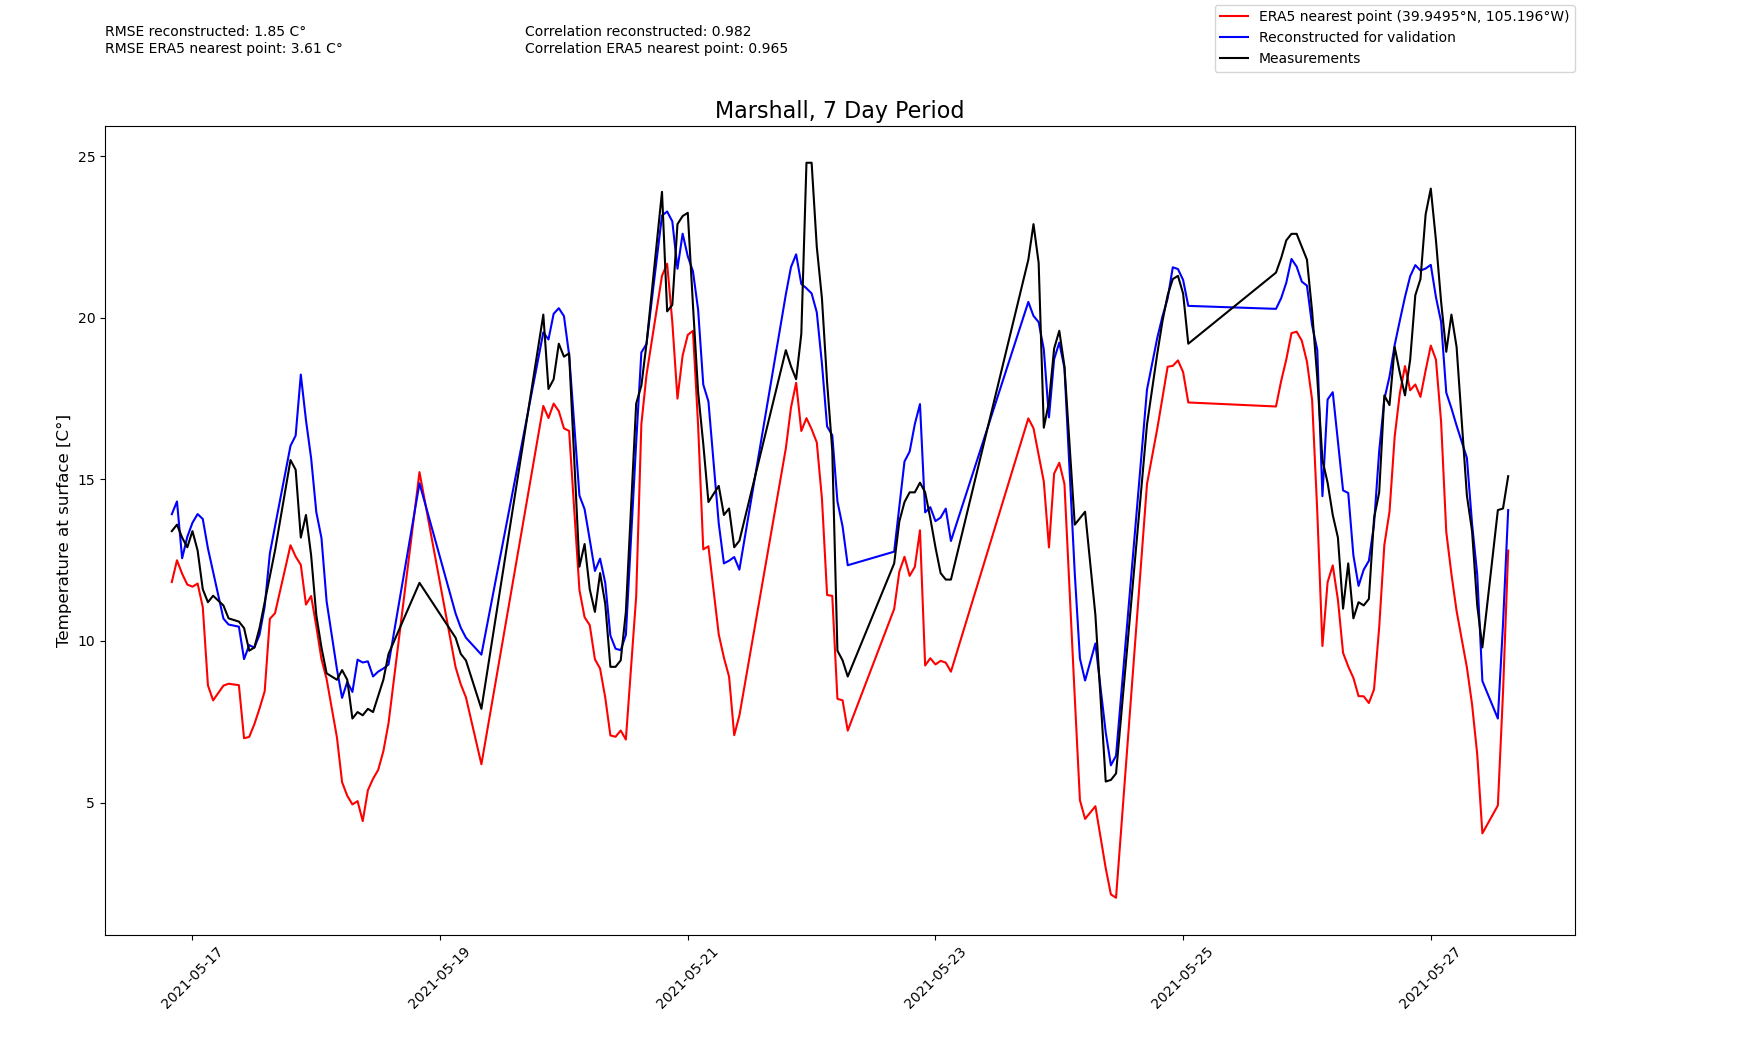 RMSE reconstructed: 1.85 C°
RMSE ERA5 nearest point: 3.61 C°
Correlation reconstructed: 0.982
Correlation ERA5 nearest point: 0.965
ERA5 nearest point (39.9495°N, 105.196°W)
Reconstructed for validation
Measurements
Marshall, 7 Day Period
Temperature at surface [C°]
25
20
15
10
5
2021-05-17
2021-05-19
2021-05-21
2021-05-23
2021-05-25
2021-05-27